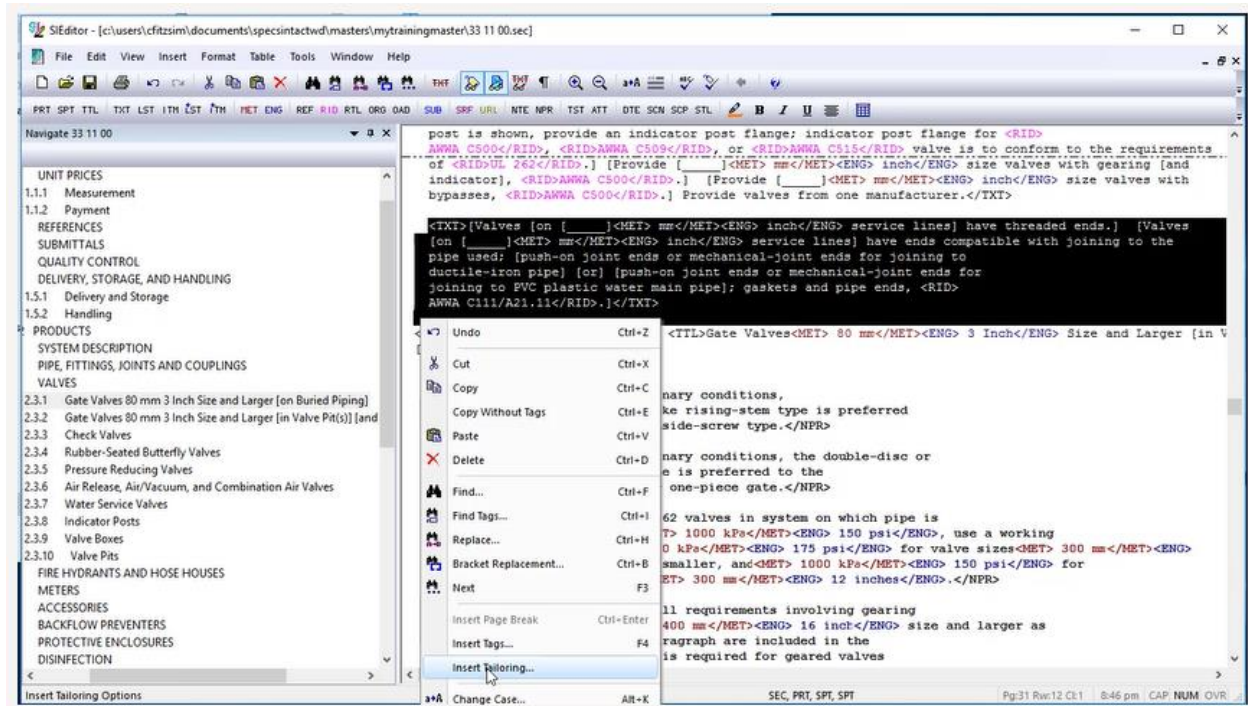 SIEditor - [c:\users\cfitzsim\documents\specsintactwd\masters\mytrainingmaster\33 11 00.sec]
File Edit View Insert Format Table Tools Window Help
PRT SPT TTL TXT LST ITM MET ENG REF RID RTL ORG OAD SUB SRF URL NTE NPR TST ATT DTE SCN SCP STL B I U
Navigate 33 11 00
UNIT PRICES
1.1.1 Measurement
1.1.2 Payment
REFERENCES
SUBMITTALS
QUALITY CONTROL
DELIVERY, STORAGE, AND HANDLING
1.5.1 Delivery and Storage
1.5.2 Handling
PRODUCTS
SYSTEM DESCRIPTION
PIPE, FITTINGS, JOINTS AND COUPLINGS
VALVES
2.3.1 Gate Valves 80 mm 3 Inch Size and Larger [on Buried Piping]
2.3.2 Gate Valves 80 mm 3 Inch Size and Larger [in Valve Pit(s)] [and
2.3.3 Check Valves
2.3.4 Rubber-Seated Butterfly Valves
2.3.5 Pressure Reducing Valves
2.3.6 Air Release, Air/Vacuum, and Combination Air Valves
2.3.7 Water Service Valves
2.3.8 Indicator Posts
2.3.9 Valve Boxes
2.3.10 Valve Pits
FIRE HYDRANTS AND HOSE HOUSES
METERS
ACCESSORIES
BACKFLOW PREVENTERS
PROTECTIVE ENCLOSURES
DISINFECTION
post is shown, provide an indicator post flange; indicator post flange for <RID>
AWWA C500</RID>, <RID>AWWA C509</RID>, or <RID>AWWA C515</RID> valve is to conform to the requirements
of <RID>UL 262</RID>.] [Provide [_____]<MET> mm</MET><ENG> inch</ENG> size valves with gearing [and
indicator], <RID>AWWA C500</RID>.] [Provide [_____]<MET> mm</MET><ENG> inch</ENG> size valves with
bypasses, <RID>AWWA C500</RID>.] Provide valves from one manufacturer.</TXT>
<TXT>[Valves [on [_____]<MET> mm</MET><ENG> inch</ENG> service lines] have threaded ends.] [Valves
[on [_____]<MET> mm</MET><ENG> inch</ENG> service lines] have ends compatible with joining to the
pipe used; [push-on joint ends or mechanical-joint ends for joining to
ductile-iron pipe] [or] [push-on joint ends or mechanical-joint ends for
joining to PVC plastic water main pipe]; gaskets and pipe ends, <RID>
AWWA C111/A21.11</RID>.]</TXT>
<TTL>Gate Valves<MET> 80 mm</MET><ENG> 3 Inch</ENG> Size and Larger [in V
nary conditions,
ke rising-stem type is preferred
side-screw type.</NPR>
nary conditions, the double-disc or
e is preferred to the
one-piece gate.</NPR>
62 valves in system on which pipe is
T> 1000 kPa</MET><ENG> 150 psi</ENG>, use a working
0 kPa</MET><ENG> 175 psi</ENG> for valve sizes<MET> 300 mm</MET><ENG>
smaller, and<MET> 1000 kPa</MET><ENG> 150 psi</ENG> for
ET> 300 mm</MET><ENG> 12 inches</ENG>.</NPR>
ll requirements involving gearing
400 mm</MET><ENG> 16 inch</ENG> size and larger as
ragraph are included in the
is required for geared valves
Undo Ctrl+Z
Cut Ctrl+X
Copy Ctrl+C
Copy Without Tags Ctrl+E
Paste Ctrl+V
Delete Ctrl+D
Find... Ctrl+F
Find Tags... Ctrl+I
Replace... Ctrl+H
Bracket Replacement... Ctrl+B
Next F3
Insert Page Break Ctrl+Enter
Insert Tags... F4
Insert Tailoring...
Change Case... Alt+K
Insert Tailoring Options SEC, PRT, SPT, SPT Pg:31 Rw:12 Cl:1 8:46 pm CAP NUM OVR